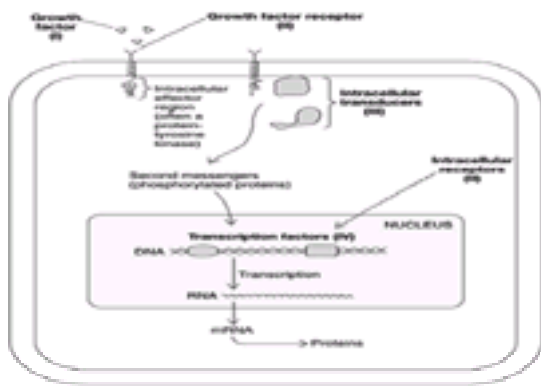 Growth
factor
(I)
Growth factor receptor
(II)
Intracellular
effector
region
(often a
protein-
tyrosine
kinase)
Intracellular
transducers
(III)
Second messengers
(phosphorylated proteins)
Intracellular
receptors
(II)
NUCLEUS
Transcription factors (IV)
DNA
Transcription
RNA
mRNA
Proteins